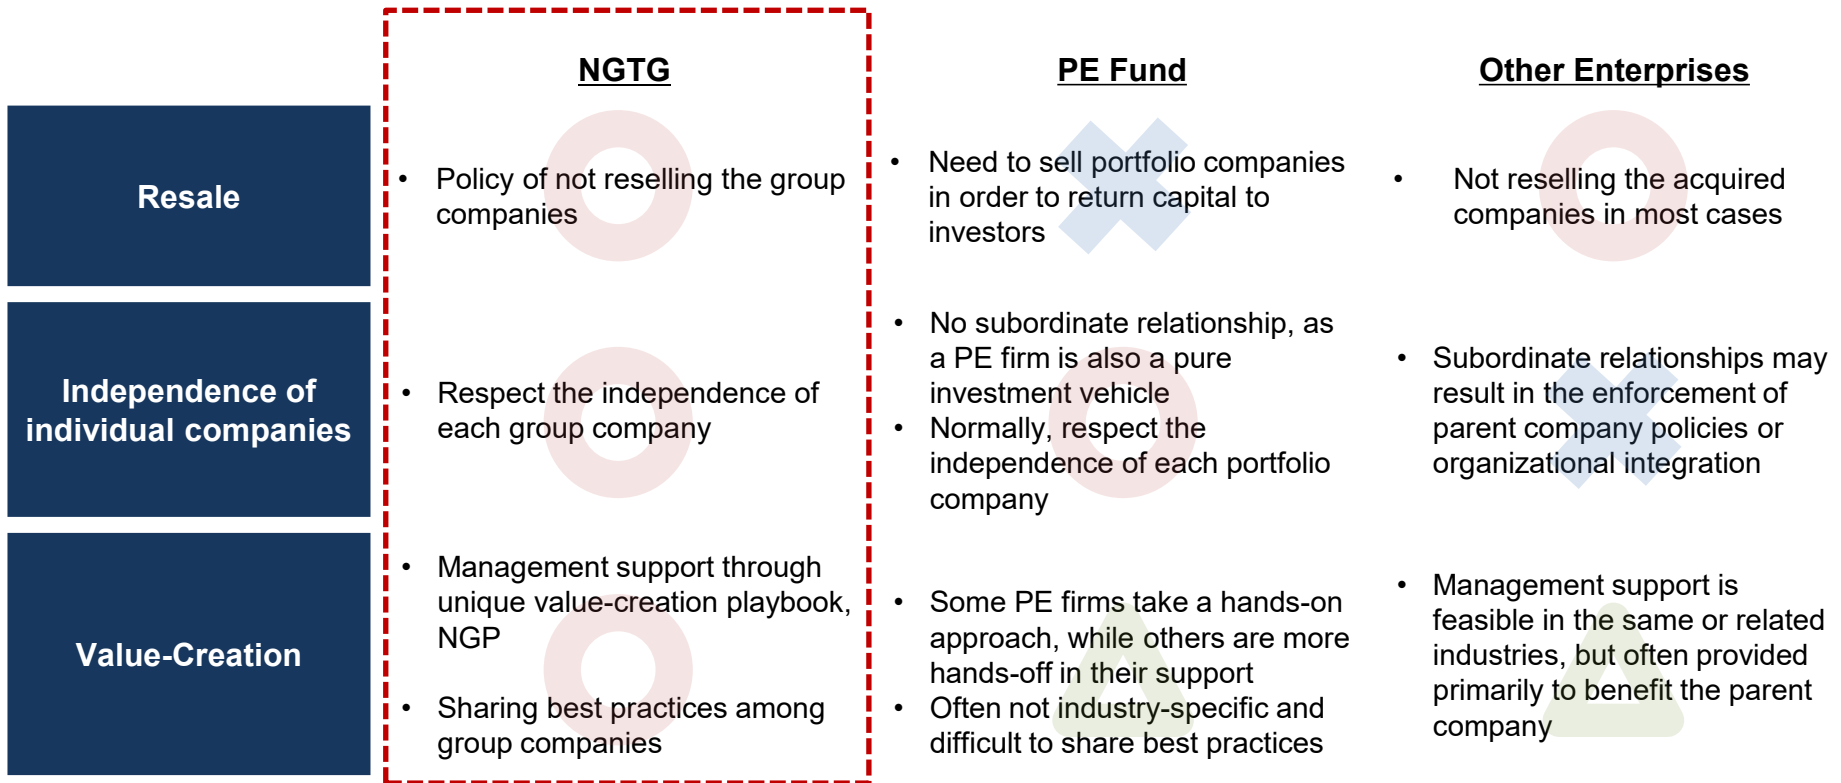 NGTG
PE Fund
Other Enterprises
Resale
• Policy of not reselling the group
companies
• Need to sell portfolio companies
in order to return capital to
investors
• Not reselling the acquired
companies in most cases
Independence of
individual companies
• Respect the independence of
each group company
• No subordinate relationship, as
a PE firm is also a pure
investment vehicle
• Normally, respect the
independence of each portfolio
company
• Subordinate relationships may
result in the enforcement of
parent company policies or
organizational integration
Value-Creation
• Management support through
unique value-creation playbook,
NGP
• Sharing best practices among
group companies
• Some PE firms take a hands-on
approach, while others are more
hands-off in their support
• Often not industry-specific and
difficult to share best practices
• Management support is
feasible in the same or related
industries, but often provided
primarily to benefit the parent
company